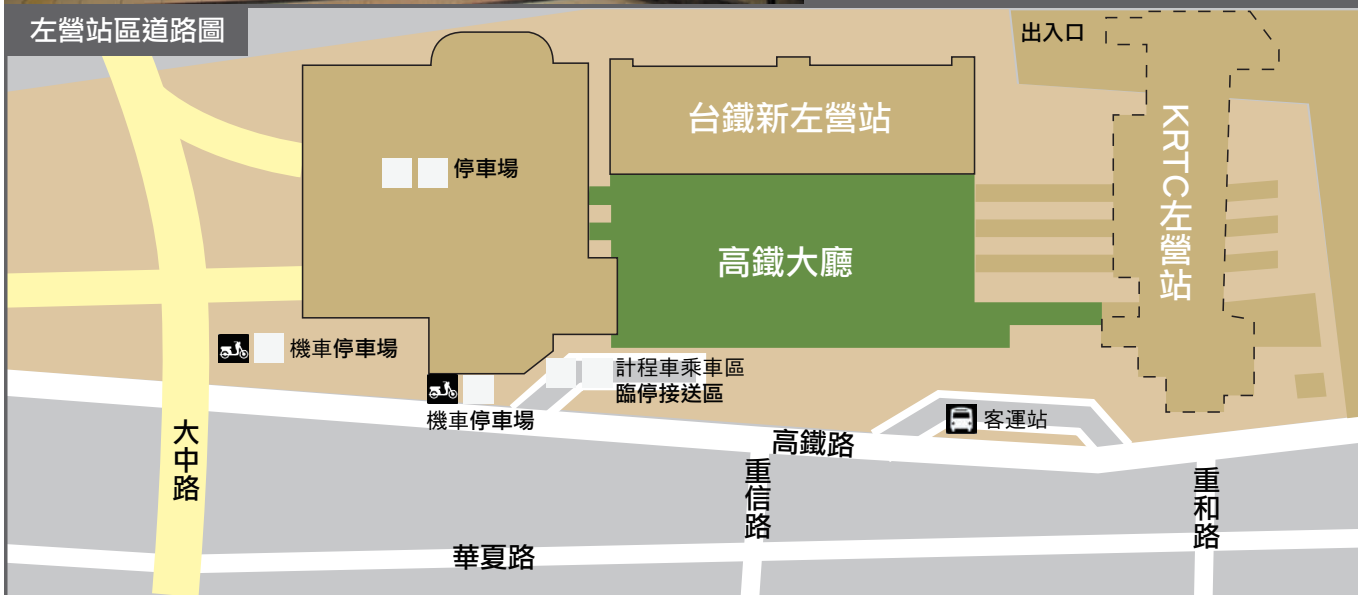 左營站區道路圖
出入口
台鐵新左營站
KRTC左營站
停車場
高鐵大廳
機車停車場
計程車乘車區
臨停接送區
機車停車場
客運站
大中路
高鐵路
重信路
重和路
華夏路